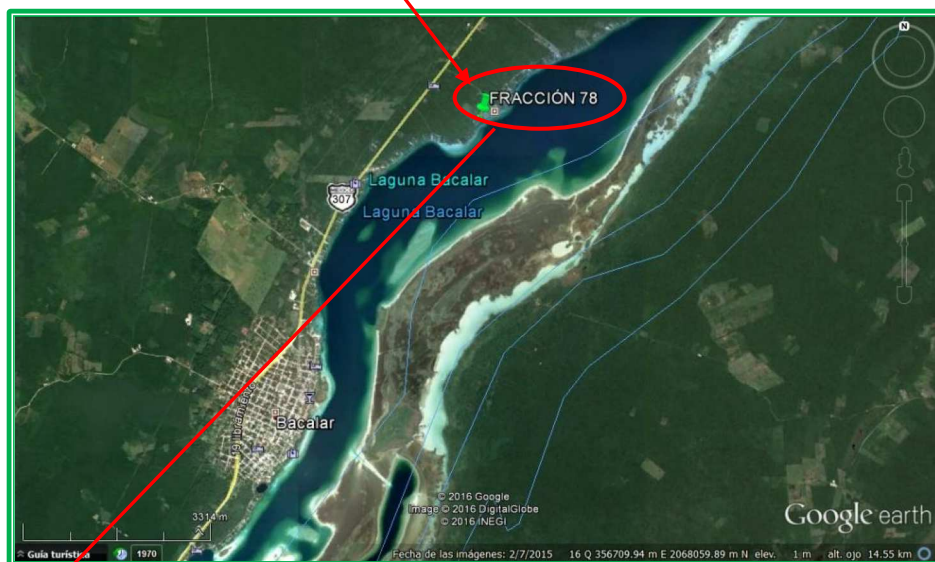 N
FRACCIÓN 78
Laguna Bacalar
307
Laguna Bacalar
Libramiento
Bacalar
© 2016 Google
Image © 2016 DigitalGlobe
© 2016 INEGI
3314 m
Google earth
Guía turística
1970
Fecha de las imágenes: 2/7/2015 16 Q 356709.94 m E 2068059.89 m N elev. 1 m alt. ojo 14.55 km